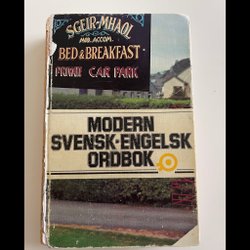 SGEIR-MHAOL
MOD. ACCOM.
BED & BREAKFAST
PRIVATE CAR PARK
MODERN
SVENSK-ENGELSK
ORDBOK